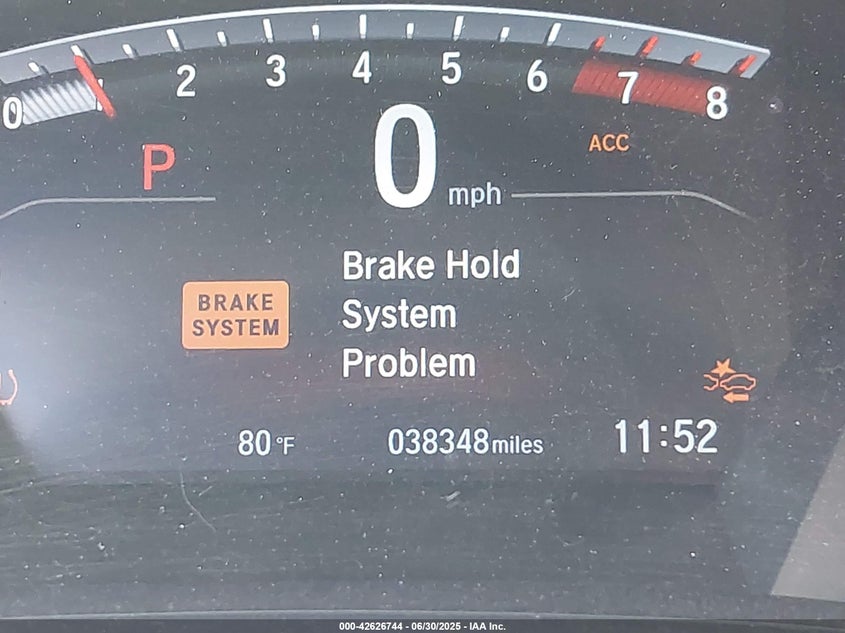 0 2 3 4 5 6 7 8
P
0 mph
ACC
Brake Hold
System
Problem
BRAKE
SYSTEM
80 °F
038348 miles
11:52
000-42626744 - 06/30/2025 - IAA Inc.